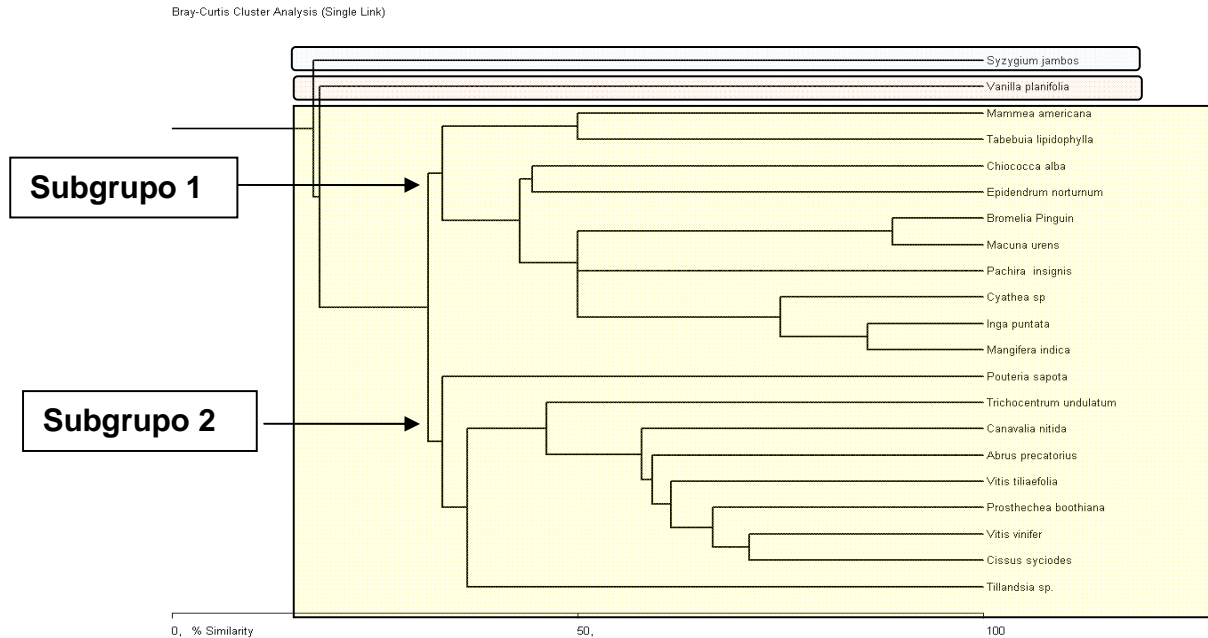 Bray-Curtis Cluster Analysis (Single Link)
Syzygium jambos
Vanilla planifolia
Mammea americana
Tabebuia lipidophylla
Chiococca alba
Subgrupo 1
Epidendrum norturnum
Bromelia Pinguin
Macuna urens
Pachira insignis
Cyathea sp
Inga puntata
Mangifera indica
Pouteria sapota
Trichocentrum undulatum
Subgrupo 2
Canavalia nitida
Abrus precatorius
Vitis tiliaefolia
Prosthechea boothiana
Vitis vinifer
Cissus syciodes
Tillandsia sp.
0, % Similarity 50, 100